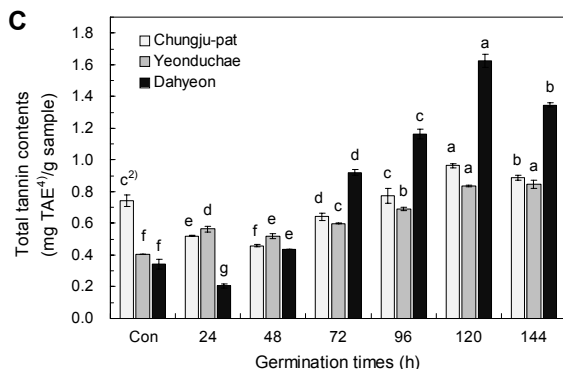 C
Total tannin contents
(mg TAE⁴⁾/g sample)
1.8
1.6
1.4
1.2
1.0
0.8
0.6
0.4
0.2
0.0
Chungju-pat
Yeonduchae
Dahyeon
c²⁾ f f
e d g
f e e
d c d
c b c
a a a
b a b
Con 24 48 72 96 120 144
Germination times (h)